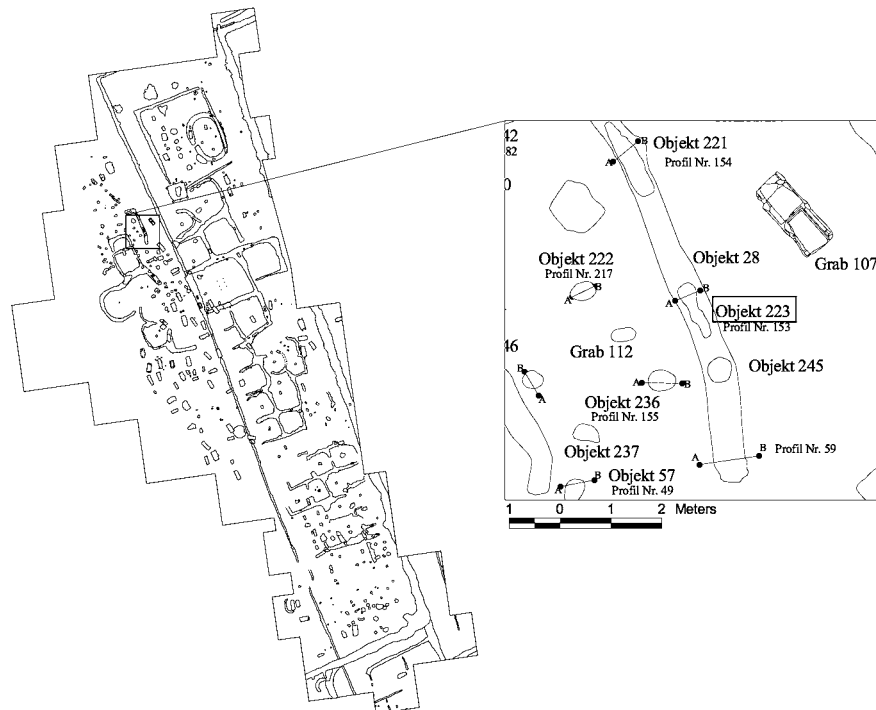 42
82
Objekt 221
Profil Nr. 154
B
A
0
Objekt 222
Profil Nr. 217
A
B
Objekt 28
Grab 107
A
B
Objekt 223
Profil Nr. 153
46
Grab 112
Objekt 245
B
A
A
B
Objekt 236
Profil Nr. 155
Objekt 237
A
B
Profil Nr. 59
A
B
Objekt 57
Profil Nr. 49
1 0 1 2 Meters